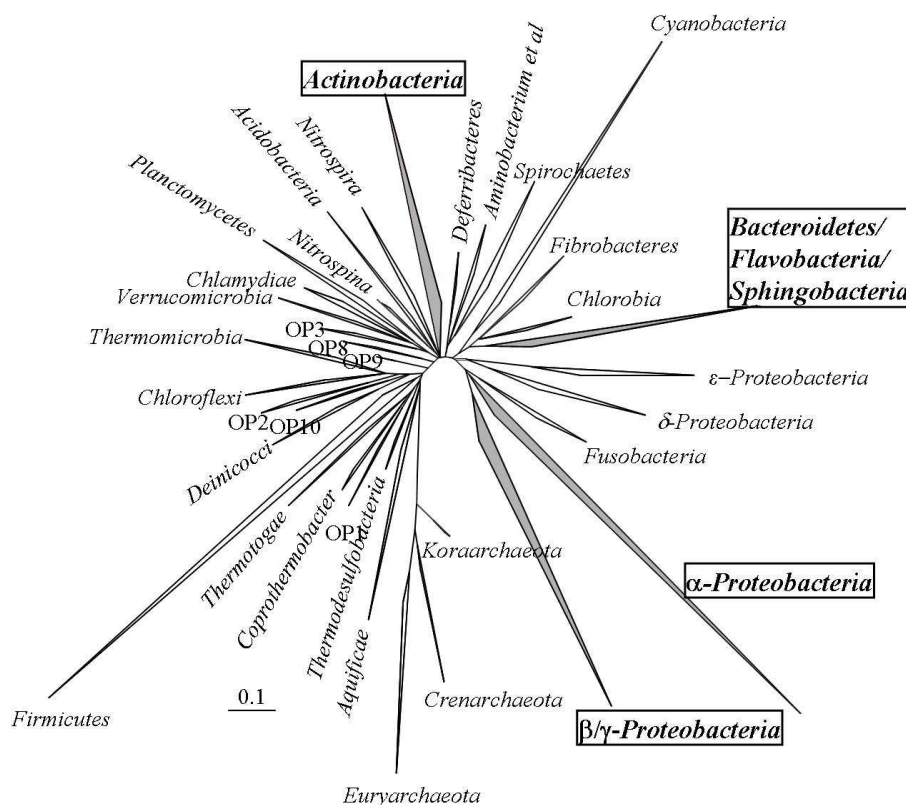 Cyanobacteria
Actinobacteria
Deferribacteres
Aminobacterium et al
Nitrospira
Acidobacteria
Spirochaetes
Planctomycetes
Nitrospina
Fibrobacteres
Bacteroidetes/
Flavobacteria/
Sphingobacteria
Chlamydiae
Verrucomicrobia
Chlorobia
OP3
Thermomicrobia
OP8
OP9
ε–Proteobacteria
Chloroflexi
OP2
OP10
δ-Proteobacteria
Deinicocci
Fusobacteria
Thermotogae
Coprothermobacter
OP1
Thermodesulfobacteria
Aquificae
Koraarchaeota
α-Proteobacteria
Crenarchaeota
0.1
Firmicutes
β/γ-Proteobacteria
Euryarchaeota